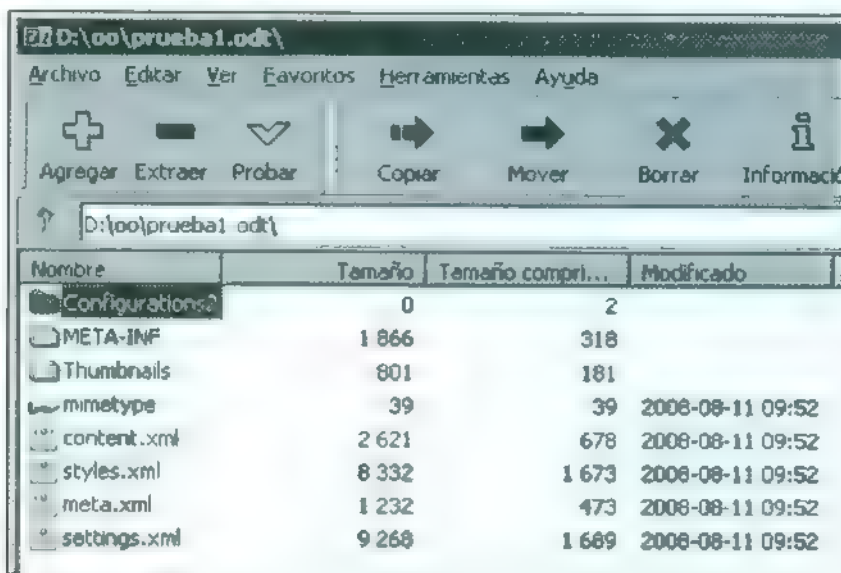 D:\oo\prueba1.odt\
Archivo Editar Ver Favoritos Herramientas Ayuda
Agregar Extraer Probar Copiar Mover Borrar Informació
D:\oo\prueba1.odt\
Nombre Tamaño Tamaño compri... Modificado
Configurations2 0 2
META-INF 1 866 318
Thumbnails 801 181
mimetype 39 39 2008-08-11 09:52
content.xml 2 621 678 2008-08-11 09:52
styles.xml 8 332 1 673 2008-08-11 09:52
meta.xml 1 232 473 2008-08-11 09:52
settings.xml 9 268 1 689 2008-08-11 09:52